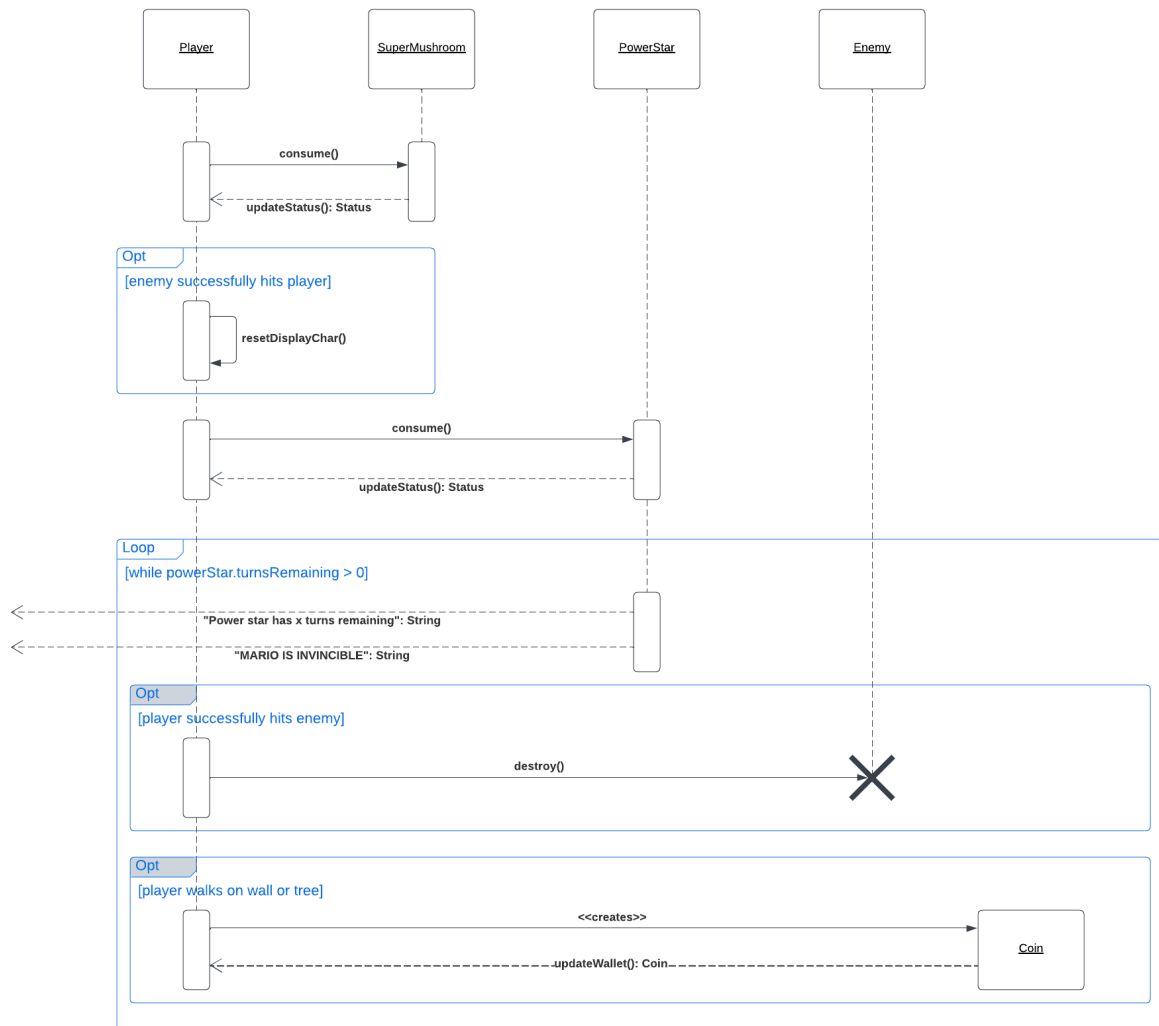 Player
SuperMushroom
PowerStar
Enemy
consume()
updateStatus(): Status
Opt
[enemy successfully hits player]
resetDisplayChar()
consume()
updateStatus(): Status
Loop
[while powerStar.turnsRemaining > 0]
"Power star has x turns remaining": String
"MARIO IS INVINCIBLE": String
Opt
[player successfully hits enemy]
destroy()
Opt
[player walks on wall or tree]
<<creates>>
Coin
updateWallet(): Coin